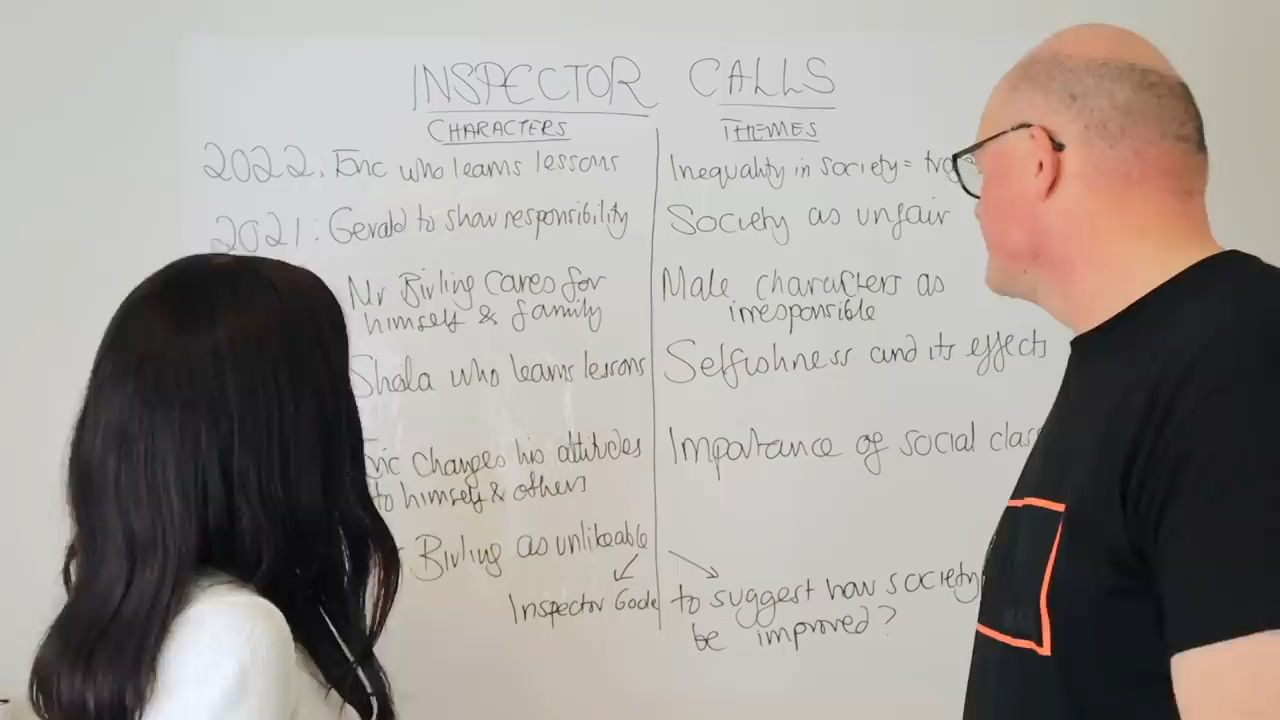 INSPECTOR CALLS
CHARACTERS
THEMES
2022: Eric who learns lessons
Inequality in society =
2021: Gerald to show responsibility
Society as unfair
Mr Birling cares for
himself & family
Male characters as
irresponsible
Shela who learns lessons
Selfishness and its effects
Eric Changes his attitudes
to himself & others
Importance of social
Birling as unlikeable
Inspector Goole
to suggest how society
be improved?